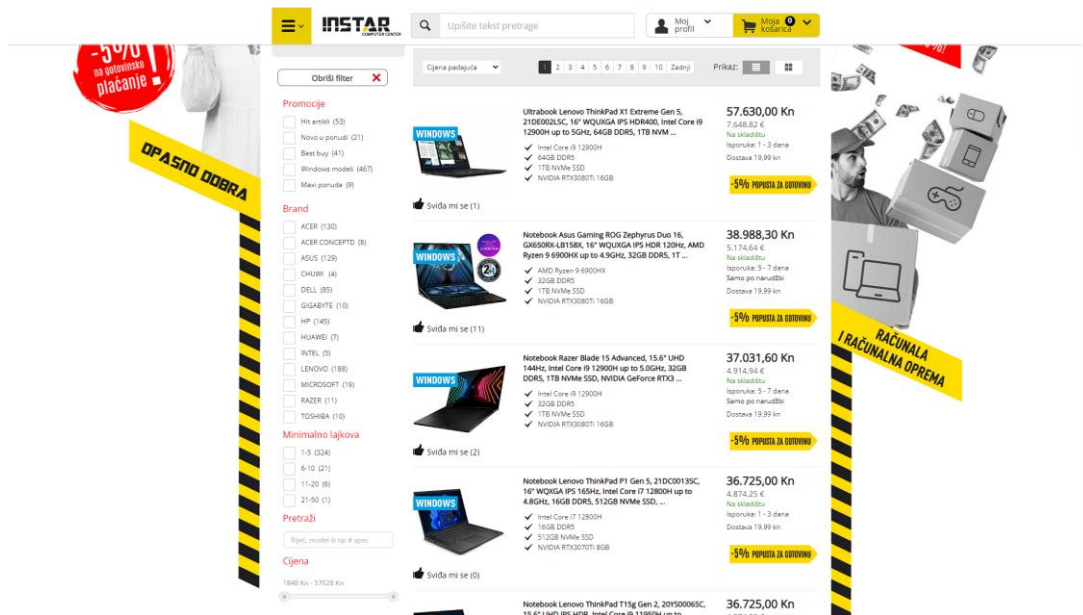 INSTAR
COMPUTER CENTER
Upišite tekst pretrage
Moj profil
Moja košarica 0
-5%
na gotovinsko
plaćanje
OPASNO DOBRA
Obriši filter
Promocije
Hit artikli (53)
Novo u ponudi (21)
Best buy (41)
Windows modeli (467)
Maxi ponuda (9)
Brand
ACER (130)
ACER CONCEPTD (8)
ASUS (129)
CHUWI (4)
DELL (85)
GIGABYTE (10)
HP (145)
HUAWEI (7)
INTEL (5)
LENOVO (188)
MICROSOFT (19)
RAZER (11)
TOSHIBA (10)
Minimalno lajkova
1-5 (324)
6-10 (21)
11-20 (6)
21-50 (1)
Pretraži
Riječ, model ili tip # spec
Cijena
1848 Kn - 57628 Kn
Cijena padajuća
1 2 3 4 5 6 7 8 9 10 Zadnji
Prikaz:
WINDOWS
Ultrabook Lenovo ThinkPad X1 Extreme Gen 5,
21DE002LSC, 16" WQUXGA IPS HDR400, Intel Core i9
12900H up to 5GHz, 64GB DDR5, 1TB NVM ...
Intel Core i9 12900H
64GB DDR5
1TB NVMe SSD
NVIDIA RTX3080Ti 16GB
Sviđa mi se (1)
57.630,00 Kn
7.648,82 €
Na skladištu
Isporuka: 1 - 3 dana
Dostava 19,99 kn
-5% POPUSTA ZA GOTOVINU
WINDOWS
Notebook Asus Gaming ROG Zephyrus Duo 16,
GX650RX-LB158X, 16" WQUXGA IPS HDR 120Hz, AMD
Ryzen 9 6900HX up to 4.9GHz, 32GB DDR5, 1T ...
AMD Ryzen 9 6900HX
32GB DDR5
1TB NVMe SSD
NVIDIA RTX3080Ti 16GB
Sviđa mi se (11)
38.988,30 Kn
5.174,64 €
Na skladištu
Isporuka: 5 - 7 dana
Samo po narudžbi
Dostava 19,99 kn
-5% POPUSTA ZA GOTOVINU
WINDOWS
Notebook Razer Blade 15 Advanced, 15.6" UHD
144Hz, Intel Core i9 12900H up to 5.0GHz, 32GB
DDR5, 1TB NVMe SSD, NVIDIA GeForce RTX3 ...
Intel Core i9 12900H
32GB DDR5
1TB NVMe SSD
NVIDIA RTX3080Ti 16GB
Sviđa mi se (2)
37.031,60 Kn
4.914,94 €
Na skladištu
Isporuka: 5 - 7 dana
Samo po narudžbi
Dostava 19,99 kn
-5% POPUSTA ZA GOTOVINU
WINDOWS
Notebook Lenovo ThinkPad P1 Gen 5, 21DC0013SC,
16" WQXGA IPS 165Hz, Intel Core i7 12800H up to
4.8GHz, 16GB DDR5, 512GB NVMe SSD, ...
Intel Core i7 12800H
16GB DDR5
512GB NVMe SSD
NVIDIA RTX3070Ti 8GB
Sviđa mi se (0)
36.725,00 Kn
4.874,25 €
Na skladištu
Isporuka: 1 - 3 dana
Dostava 19,99 kn
-5% POPUSTA ZA GOTOVINU
Notebook Lenovo ThinkPad T15g Gen 2, 20YS0006SC,
15.6" UHD IPS HDR, Intel Core i9 11950H up to
36.725,00 Kn
RAČUNALA
I RAČUNALNA OPREMA